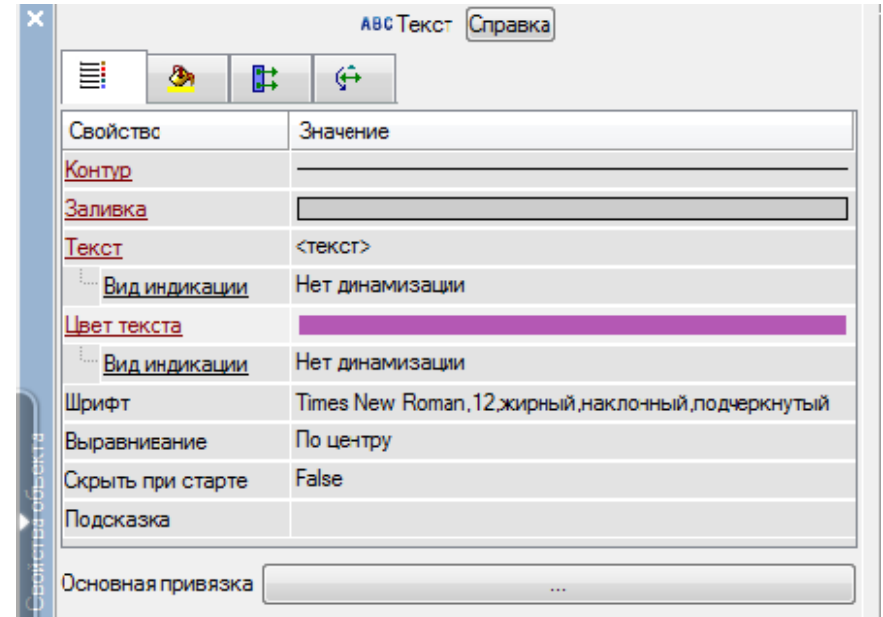 ABC Текст Справка
Свойство Значение
Контур
Заливка
Текст <текст>
Вид индикации Нет динамизации
Цвет текста
Вид индикации Нет динамизации
Шрифт Times New Roman,12,жирный,наклонный,подчеркнутый
Выравнивание По центру
Скрыть при старте False
Подсказка
Основная привязка ...
Свойства объекта